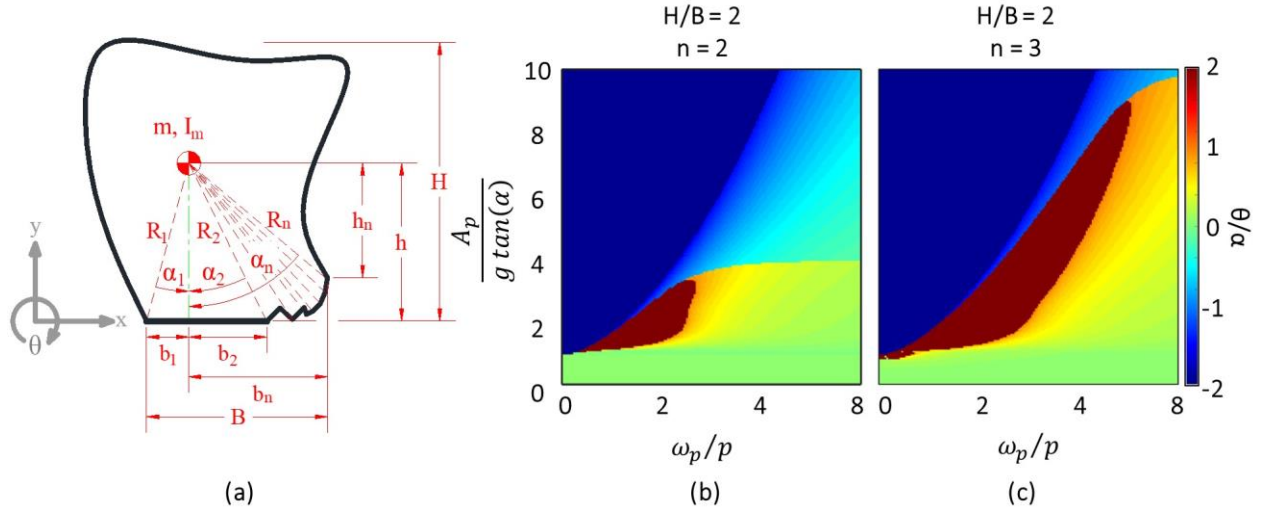 H
m, I_m
R_1
R_2
R_n
α_1
α_2
α_n
h_n
h
y
x
θ
b_1
b_2
b_n
B
(a)
H/B = 2
n = 2
A_p
g tan(α)
10
8
6
4
2
0
0
2
4
6
8
ω_p/p
(b)
H/B = 2
n = 3
0
2
4
6
8
ω_p/p
(c)
2
1
0
-1
-2
θ/α